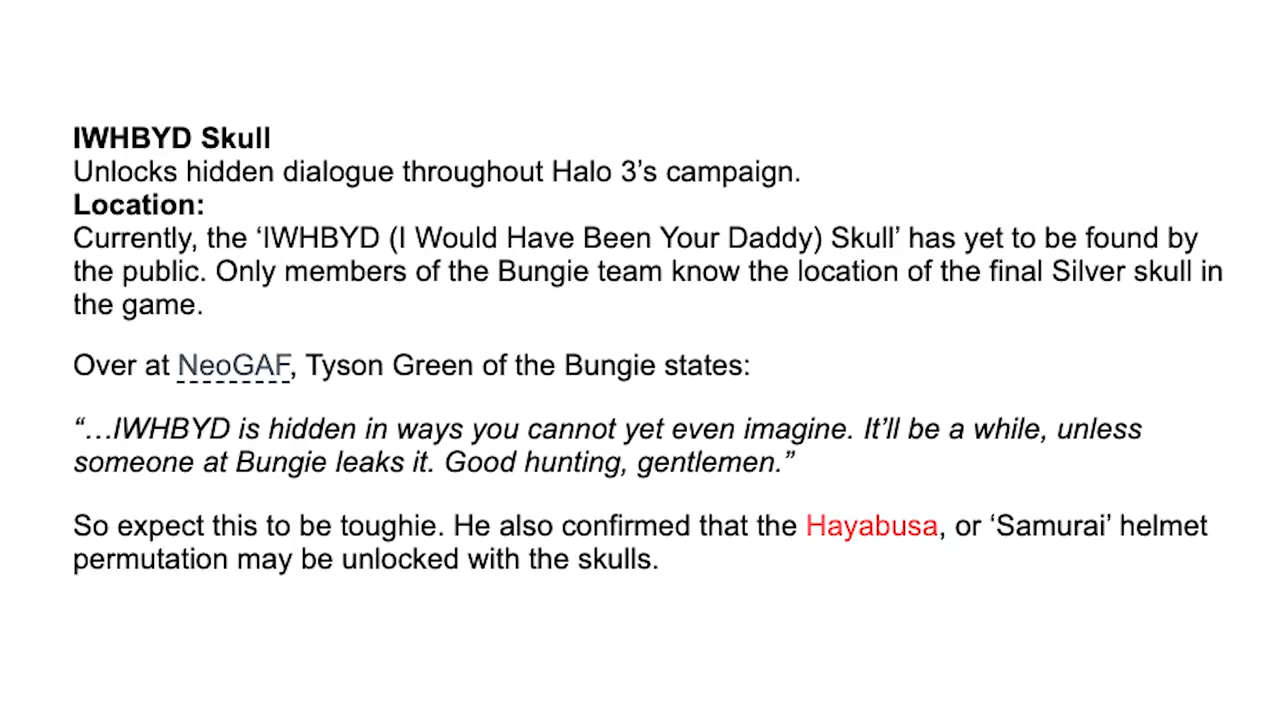 IWHBYD Skull
Unlocks hidden dialogue throughout Halo 3’s campaign.
Location:
Currently, the ‘IWHBYD (I Would Have Been Your Daddy) Skull’ has yet to be found by
the public. Only members of the Bungie team know the location of the final Silver skull in
the game.
Over at NeoGAF, Tyson Green of the Bungie states:
“…IWHBYD is hidden in ways you cannot yet even imagine. It’ll be a while, unless
someone at Bungie leaks it. Good hunting, gentlemen.”
So expect this to be toughie. He also confirmed that the Hayabusa, or ‘Samurai’ helmet
permutation may be unlocked with the skulls.